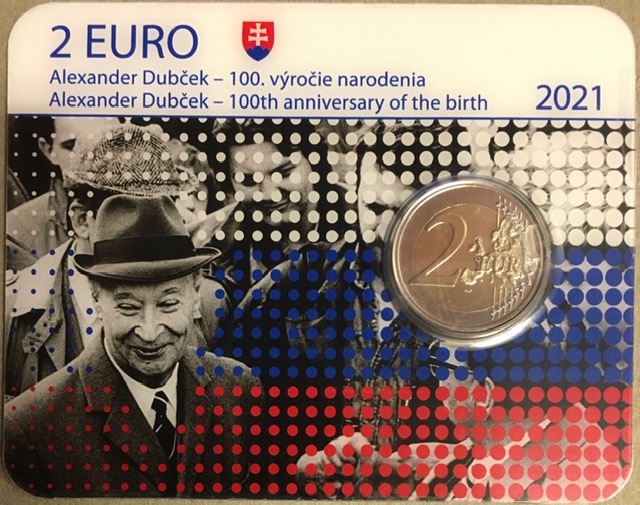 2 EURO
Alexander Dubček – 100. výročie narodenia
Alexander Dubček – 100th anniversary of the birth 2021
2 EURO